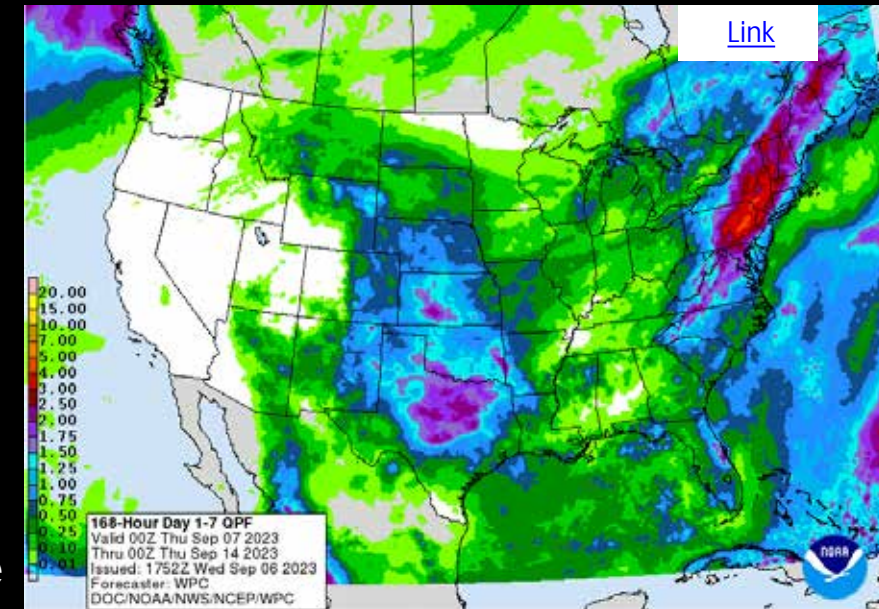 Link
20.00
15.00
10.00
7.00
5.00
4.00
3.00
2.50
2.00
1.75
1.50
1.25
1.00
0.75
0.50
0.25
0.10
0.01
168-Hour Day 1-7 QPF
Valid 00Z Thu Sep 07 2023
Thru 00Z Thu Sep 14 2023
Issued: 1752Z Wed Sep 06 2023
Forecaster: WPC
DOC/NOAA/NWS/NCEP/WPC
NOAA
e